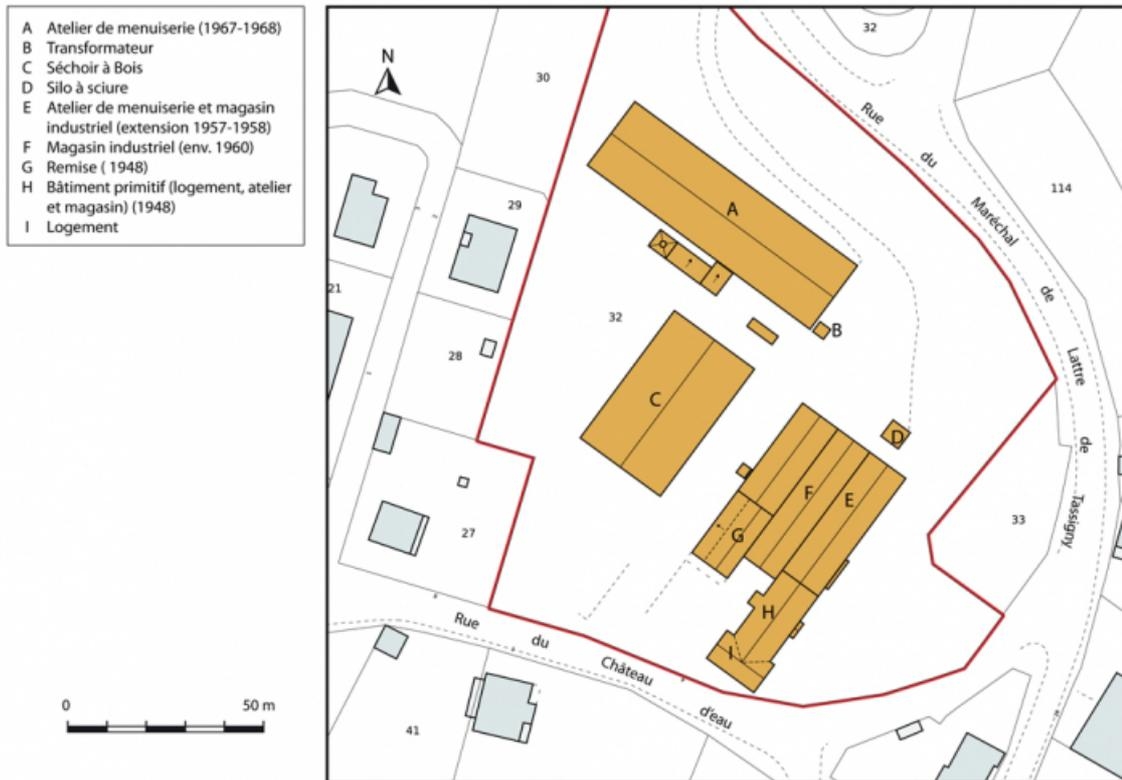 A Atelier de menuiserie (1967-1968)
B Transformateur
C Séchoir à Bois
D Silo à sciure
E Atelier de menuiserie et magasin
industriel (extension 1957-1958)
F Magasin industriel (env. 1960)
G Remise ( 1948)
H Bâtiment primitif (logement, atelier
et magasin) (1948)
I Logement
N
30
32
Rue
du
Maréchal
de
Lattre
de
Tassigny
114
29
A
21
32
B
28
C
D
F
E
27
G
33
H
I
Rue
du
Château
d'eau
41
0
50 m